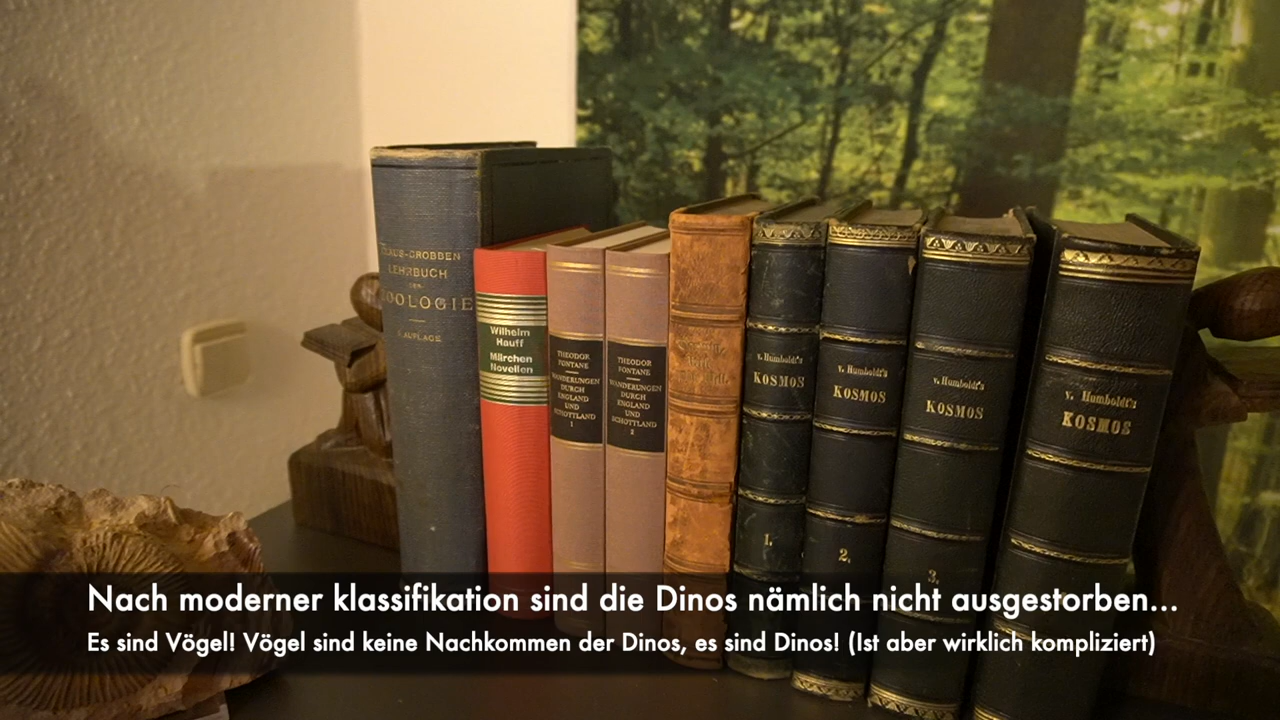 LEHRBUCH
DER
ZOOLOGIE
AUFLAGE
Wilhelm
Hauff
Märchen
Novellen
THEODOR
FONTANE
WANDERUNGEN
DURCH
ENGLAND
UND
SCHOTTLAND
1
THEODOR
FONTANE
WANDERUNGEN
DURCH
ENGLAND
UND
SCHOTTLAND
2
v. Humboldt's
KOSMOS
1.
v. Humboldt's
KOSMOS
2.
v. Humboldt's
KOSMOS
3.
v. Humboldt's
KOSMOS
Nach moderner klassifikation sind die Dinos nämlich nicht ausgestorben...
Es sind Vögel! Vögel sind keine Nachkommen der Dinos, es sind Dinos! (Ist aber wirklich kompliziert)